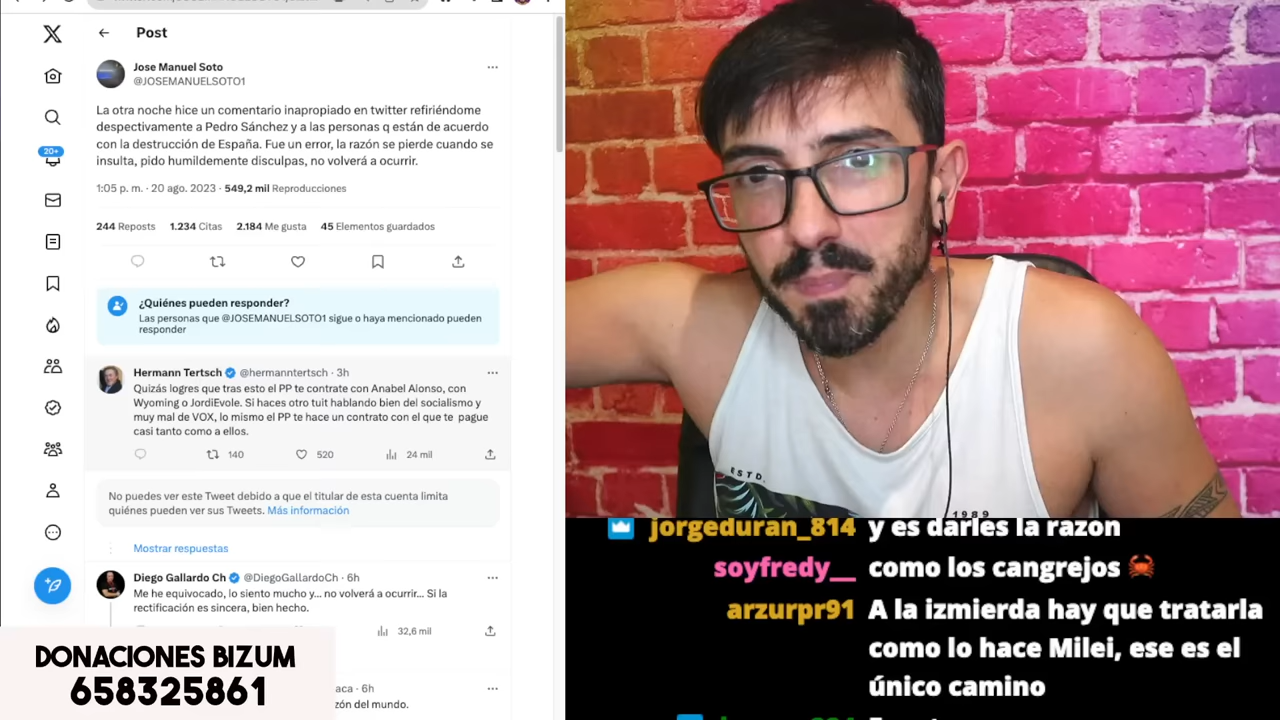 Post
Jose Manuel Soto
@JOSEMANUELSOTO1
La otra noche hice un comentario inapropiado en twitter refiriéndome
despectivamente a Pedro Sánchez y a las personas q están de acuerdo
con la destrucción de España. Fue un error, la razón se pierde cuando se
insulta, pido humildemente disculpas, no volverá a ocurrir.
1:05 p. m. · 20 ago. 2023 · 549,2 mil Reproducciones
244 Reposts 1.234 Citas 2.184 Me gusta 45 Elementos guardados
20+
¿Quiénes pueden responder?
Las personas que @JOSEMANUELSOTO1 sigue o haya mencionado pueden
responder
Hermann Tertsch @hermanntertsch · 3h
Quizás logres que tras esto el PP te contrate con Anabel Alonso, con
Wyoming o JordiEvole. Si haces otro tuit hablando bien del socialismo y
muy mal de VOX, lo mismo el PP te hace un contrato con el que te pague
casi tanto como a ellos.
140 520 24 mil
No puedes ver este Tweet debido a que el titular de esta cuenta limita
quiénes pueden ver sus Tweets. Más información
Mostrar respuestas
Diego Gallardo Ch @DiegoGallardoCh · 6h
Me he equivocado, lo siento mucho y... no volverá a ocurrir... Si la
rectificación es sincera, bien hecho.
32,6 mil
aca · 6h
zón del mundo.
DONACIONES BIZUM
658325861
ESTD.
1989
jorgeduran_814 y es darles la razon
soyfredy__ como los cangrejos 🦀
arzurpr91 A la izmierda hay que tratarla
como lo hace Milei, ese es el
único camino